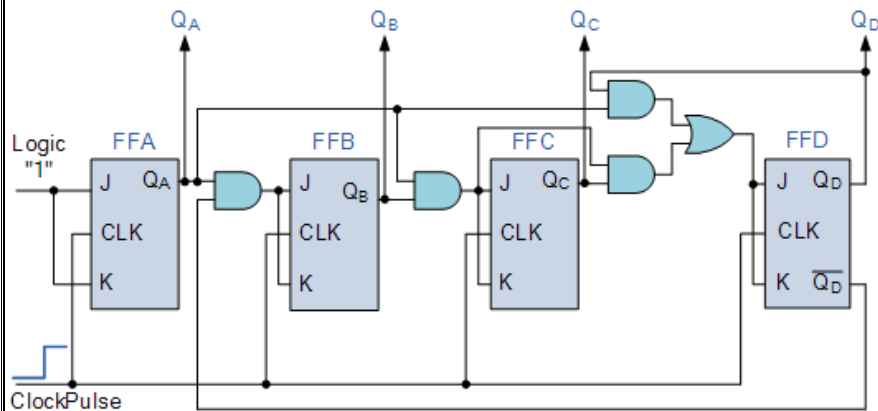 QA QB QC QD
Logic "1"
FFA FFB FFC FFD
J QA J QB J QC J QD
CLK CLK CLK CLK
K K K K Q̅D̅
ClockPulse